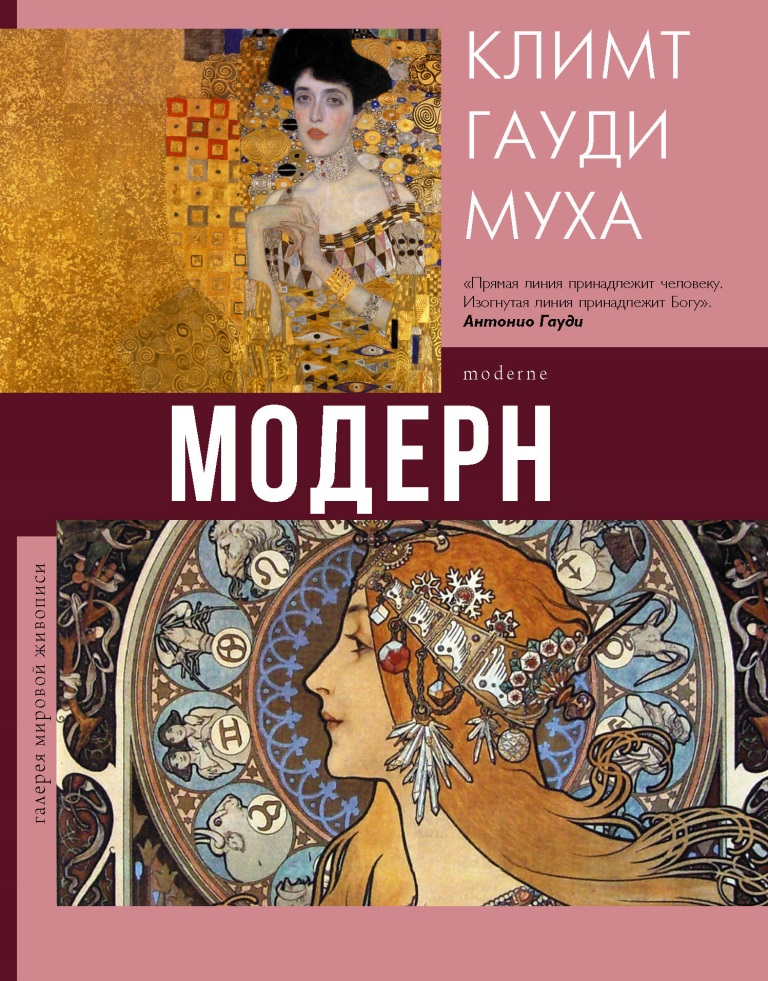 КЛИМТ
ГАУДИ
МУХА
«Прямая линия принадлежит человеку.
Изогнутая линия принадлежит Богу».
Антонио Гауди
moderne
МОДЕРН
галерея мировой живописи